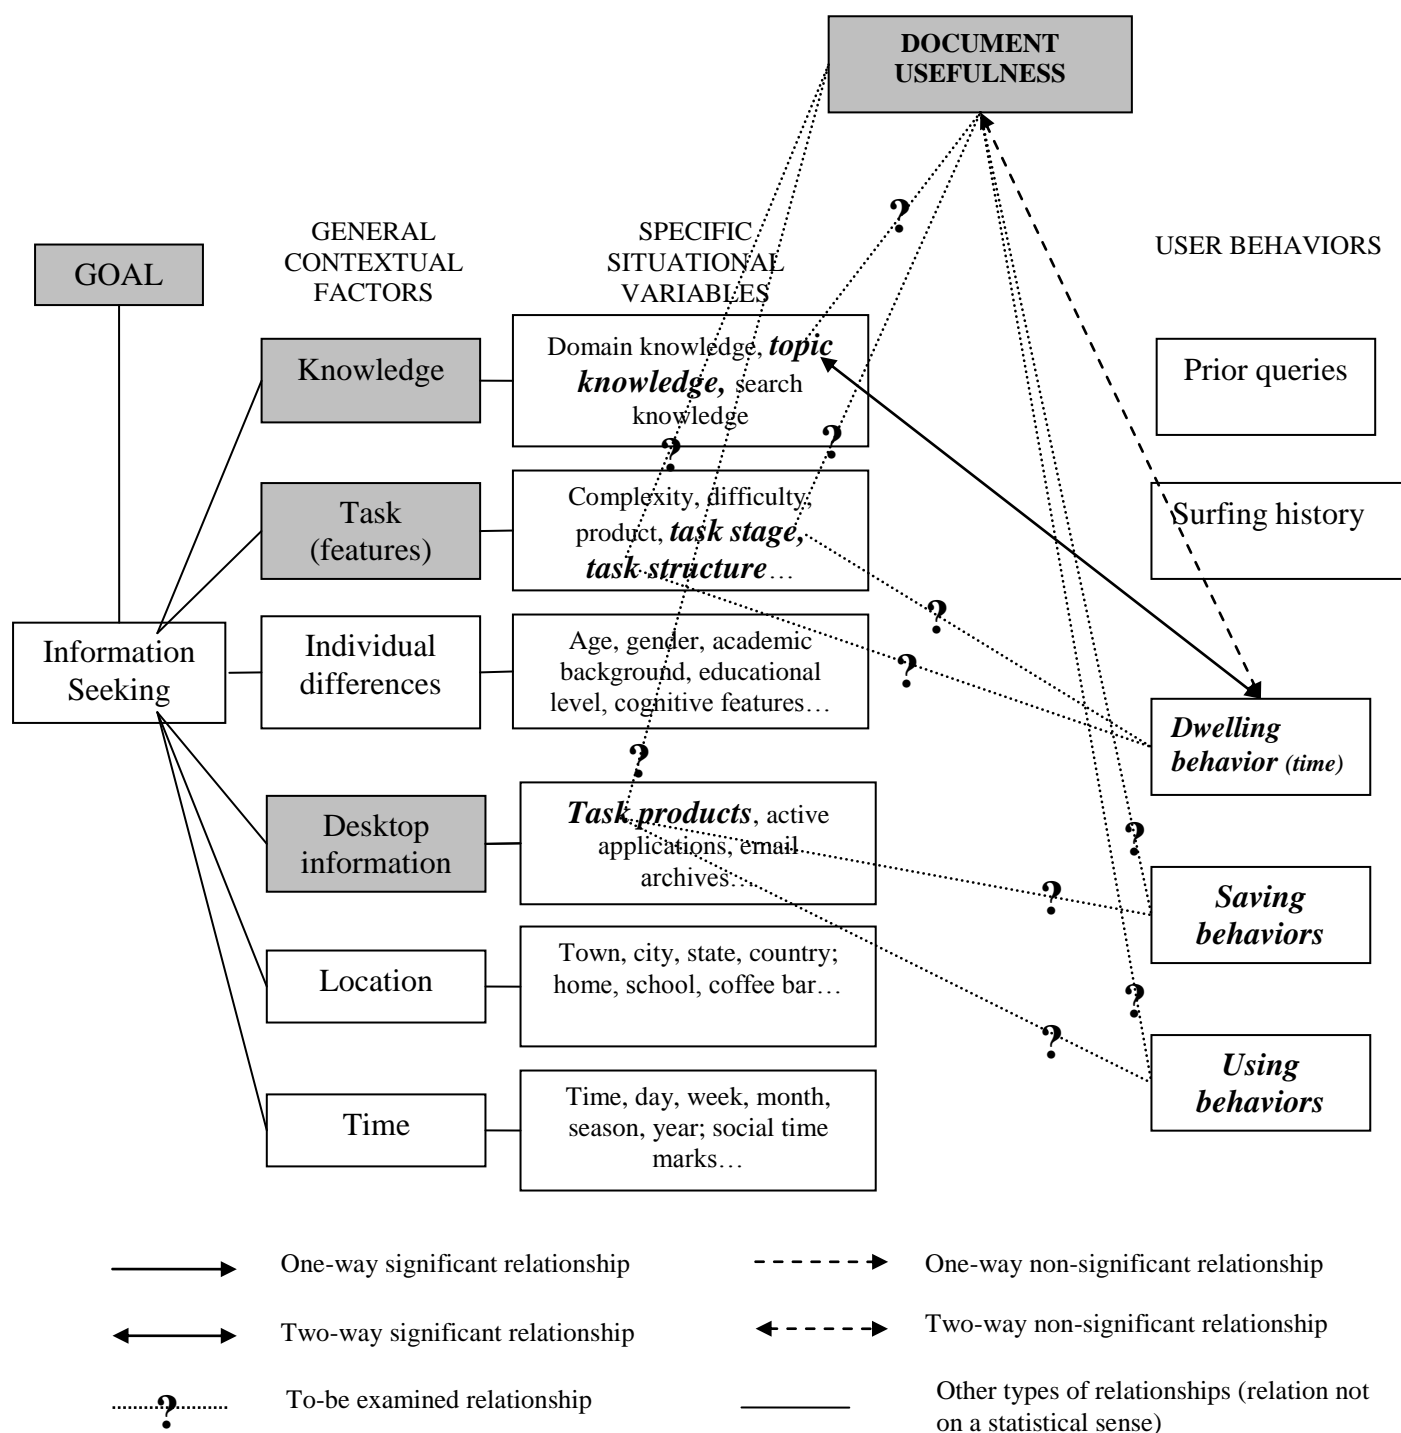 DOCUMENT
USEFULNESS
GOAL
GENERAL
CONTEXTUAL
FACTORS
SPECIFIC
SITUATIONAL
VARIABLES
USER BEHAVIORS
Knowledge
Domain knowledge, topic
knowledge, search
knowledge
Prior queries
Task
(features)
Complexity, difficulty,
product, task stage,
task structure…
Surfing history
Information
Seeking
Individual
differences
Age, gender, academic
background, educational
level, cognitive features…
Dwelling
behavior (time)
Desktop
information
Task products, active
applications, email
archives…
Saving
behaviors
Location
Town, city, state, country;
home, school, coffee bar…
Using
behaviors
Time
Time, day, week, month,
season, year; social time
marks…
?
?
?
?
?
?
?
?
?
?
One-way significant relationship
One-way non-significant relationship
Two-way significant relationship
Two-way non-significant relationship
?
To-be examined relationship
Other types of relationships (relation not
on a statistical sense)